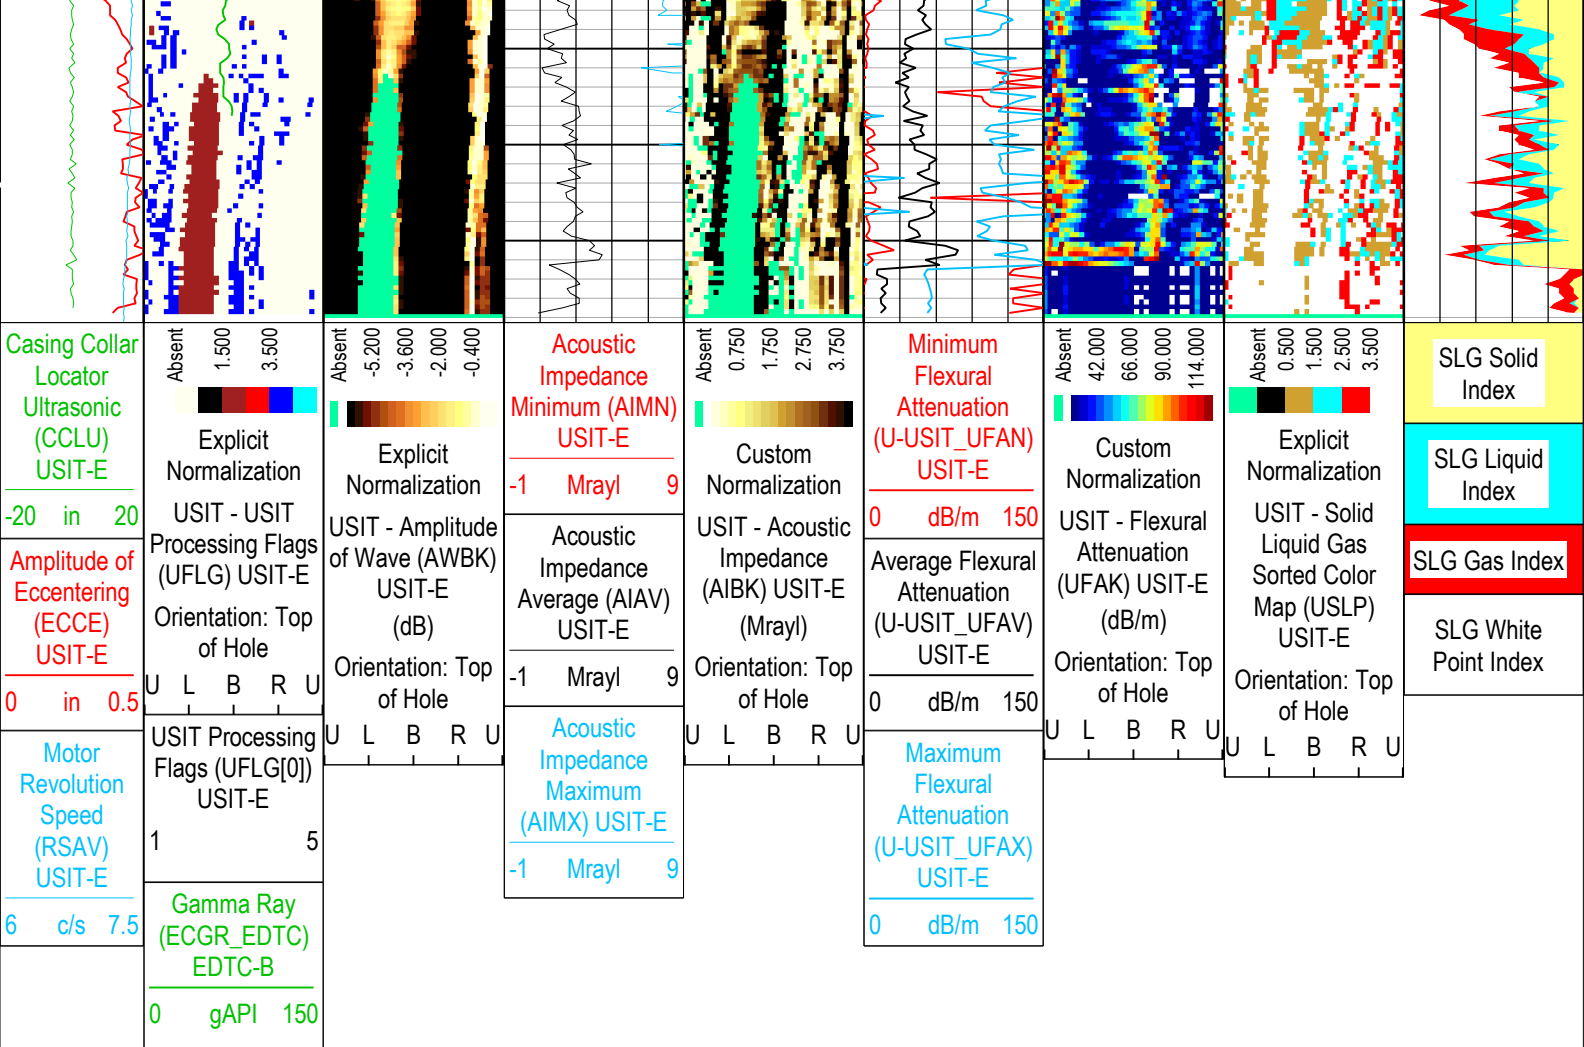 Casing Collar
Locator
Ultrasonic
(CCLU)
USIT-E
-20 in 20
Amplitude of
Eccentering
(ECCE)
USIT-E
0 in 0.5
Motor
Revolution
Speed
(RSAV)
USIT-E
6 c/s 7.5
Absent 1.500 3.500
Explicit
Normalization
USIT - USIT
Processing Flags
(UFLG) USIT-E
Orientation: Top
of Hole
U L B R U
USIT Processing
Flags (UFLG[0])
USIT-E
1 5
Gamma Ray
(ECGR_EDTC)
EDTC-B
0 gAPI 150
Absent -5.200 -3.600 -2.000 -0.400
Explicit
Normalization
USIT - Amplitude
of Wave (AWBK)
USIT-E
(dB)
Orientation: Top
of Hole
U L B R U
Acoustic
Impedance
Minimum (AIMN)
USIT-E
-1 Mrayl 9
Acoustic
Impedance
Average (AIAV)
USIT-E
-1 Mrayl 9
Acoustic
Impedance
Maximum
(AIMX) USIT-E
-1 Mrayl 9
Absent 0.750 1.750 2.750 3.750
Custom
Normalization
USIT - Acoustic
Impedance
(AIBK) USIT-E
(Mrayl)
Orientation: Top
of Hole
U L B R U
Minimum
Flexural
Attenuation
(U-USIT_UFAN)
USIT-E
0 dB/m 150
Average Flexural
Attenuation
(U-USIT_UFAV)
USIT-E
0 dB/m 150
Maximum
Flexural
Attenuation
(U-USIT_UFAX)
USIT-E
0 dB/m 150
Absent 42.000 66.000 90.000 114.000
Custom
Normalization
USIT - Flexural
Attenuation
(UFAK) USIT-E
(dB/m)
Orientation: Top
of Hole
U L B R U
Absent 0.500 1.500 2.500 3.500
Explicit
Normalization
USIT - Solid
Liquid Gas
Sorted Color
Map (USLP)
USIT-E
Orientation: Top
of Hole
U L B R U
SLG Solid
Index
SLG Liquid
Index
SLG Gas Index
SLG White
Point Index